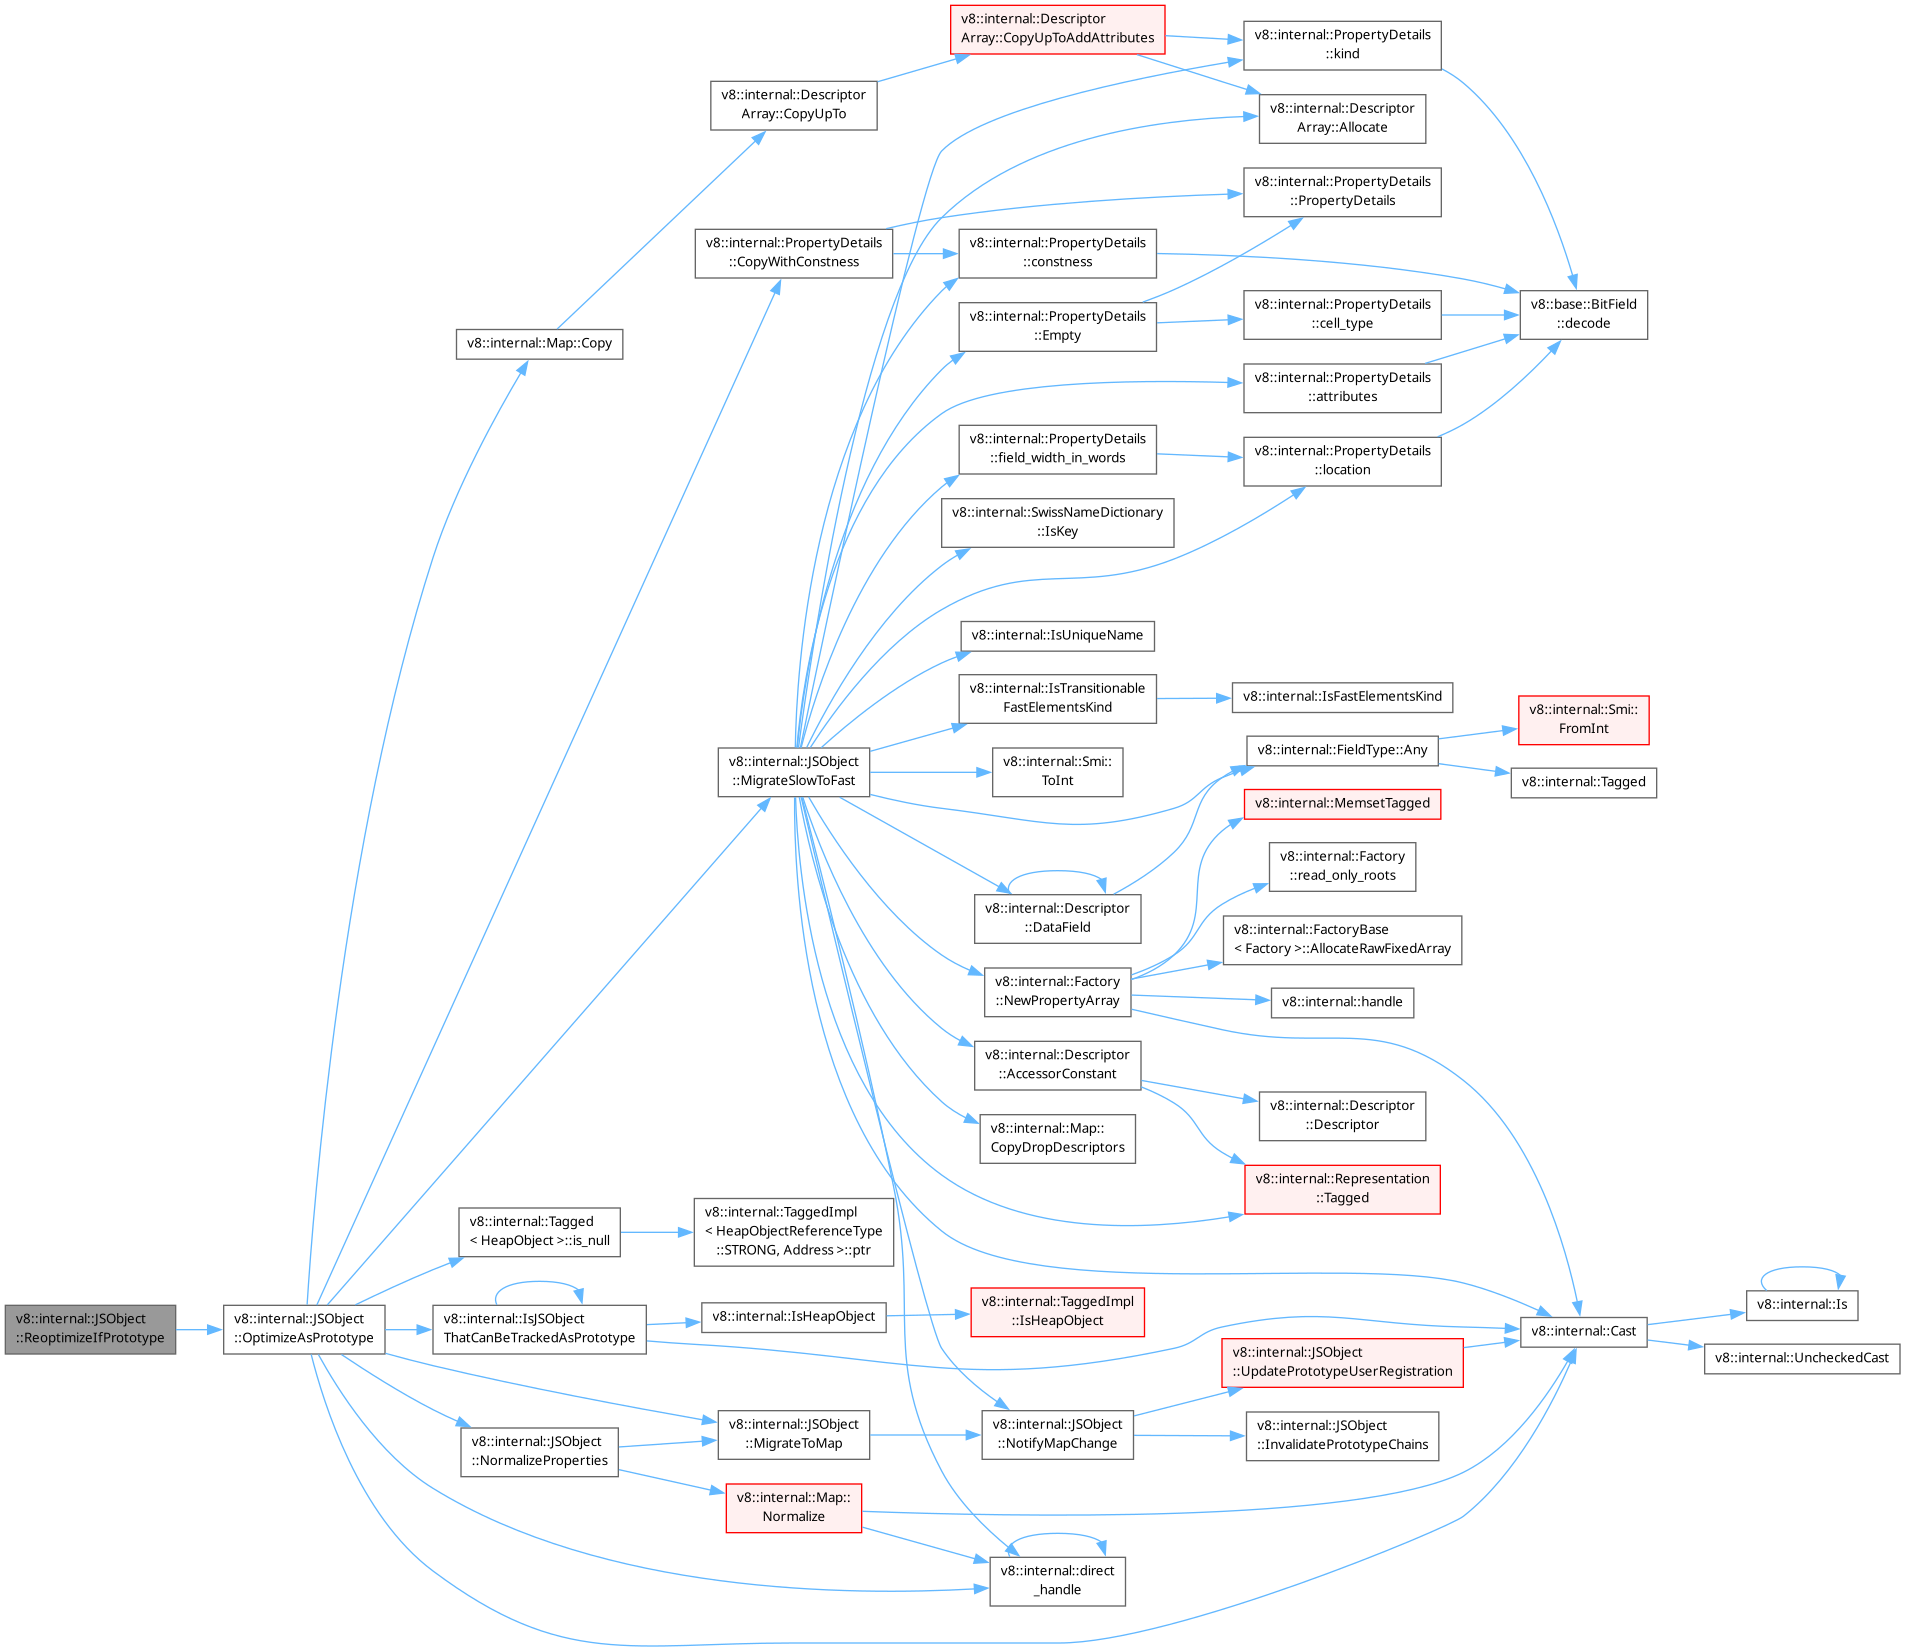 v8::internal::JSObject
::ReoptimizeIfPrototype
v8::internal::JSObject
::OptimizeAsPrototype
v8::internal::Map::Copy
v8::internal::Descriptor
Array::CopyUpTo
v8::internal::Descriptor
Array::CopyUpToAddAttributes
v8::internal::PropertyDetails
::kind
v8::internal::Descriptor
Array::Allocate
v8::internal::PropertyDetails
::PropertyDetails
v8::internal::PropertyDetails
::CopyWithConstness
v8::internal::PropertyDetails
::constness
v8::internal::PropertyDetails
::Empty
v8::internal::PropertyDetails
::cell_type
v8::base::BitField
::decode
v8::internal::PropertyDetails
::attributes
v8::internal::PropertyDetails
::field_width_in_words
v8::internal::PropertyDetails
::location
v8::internal::SwissNameDictionary
::IsKey
v8::internal::IsUniqueName
v8::internal::IsTransitionable
FastElementsKind
v8::internal::IsFastElementsKind
v8::internal::JSObject
::MigrateSlowToFast
v8::internal::Smi::
ToInt
v8::internal::FieldType::Any
v8::internal::Smi::
FromInt
v8::internal::Tagged
v8::internal::MemsetTagged
v8::internal::Factory
::read_only_roots
v8::internal::Descriptor
::DataField
v8::internal::FactoryBase
< Factory >::AllocateRawFixedArray
v8::internal::Factory
::NewPropertyArray
v8::internal::handle
v8::internal::Descriptor
::AccessorConstant
v8::internal::Descriptor
::Descriptor
v8::internal::Map::
CopyDropDescriptors
v8::internal::Representation
::Tagged
v8::internal::Tagged
< HeapObject >::is_null
v8::internal::TaggedImpl
< HeapObjectReferenceType
::STRONG, Address >::ptr
v8::internal::IsJSObject
ThatCanBeTrackedAsPrototype
v8::internal::IsHeapObject
v8::internal::TaggedImpl
::IsHeapObject
v8::internal::Cast
v8::internal::Is
v8::internal::UncheckedCast
v8::internal::JSObject
::UpdatePrototypeUserRegistration
v8::internal::JSObject
::MigrateToMap
v8::internal::JSObject
::NotifyMapChange
v8::internal::JSObject
::InvalidatePrototypeChains
v8::internal::JSObject
::NormalizeProperties
v8::internal::Map::
Normalize
v8::internal::direct
_handle